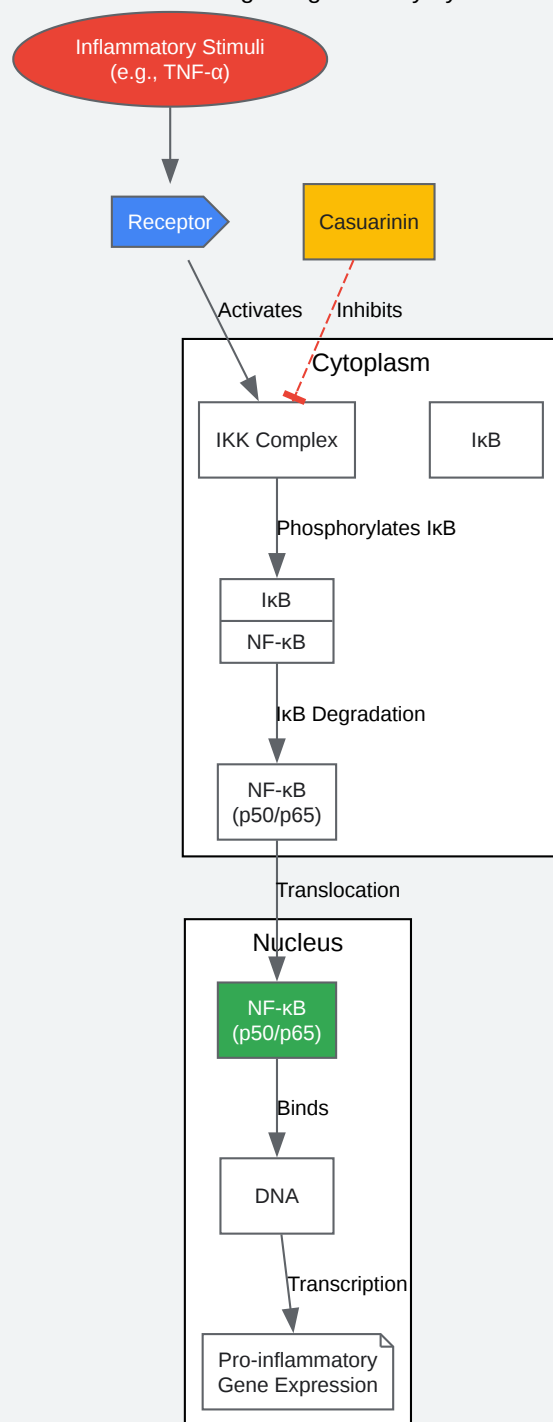 Inflammatory Stimuli
(e.g., TNF-α)
Receptor
Casuarinin
Activates
Inhibits
Cytoplasm
IKK Complex
IκB
Phosphorylates IκB
IκB
NF-κB
IκB Degradation
NF-κB
(p50/p65)
Translocation
Nucleus
NF-κB
(p50/p65)
Binds
DNA
Transcription
Pro-inflammatory
Gene Expression